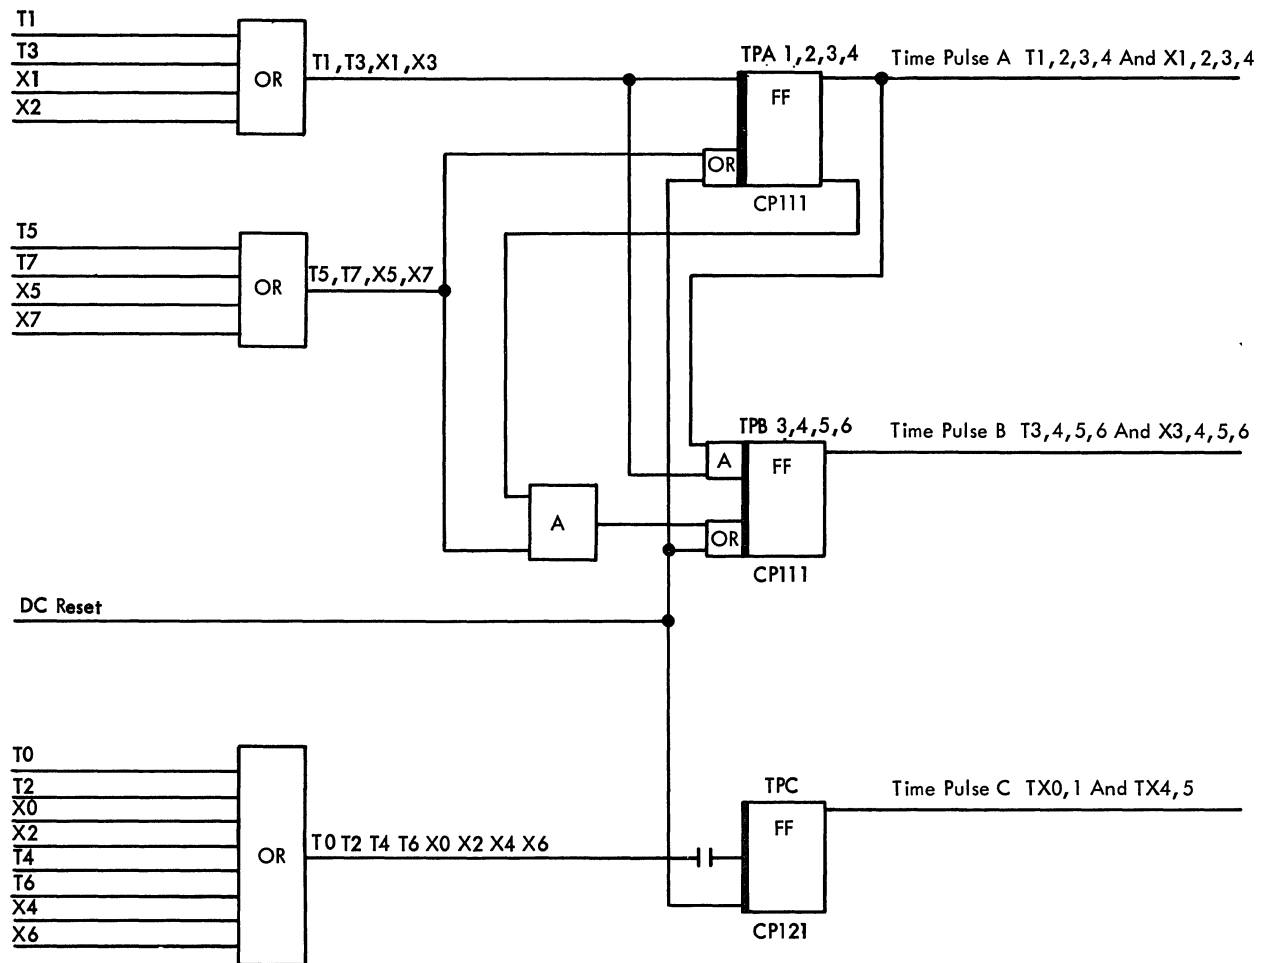 T1
T3
X1
X2
OR
T1,T3,X1,X3
TPA 1,2,3,4
FF
OR
CP111
Time Pulse A T1,2,3,4 And X1,2,3,4
T5
T7
X5
X7
OR
T5,T7,X5,X7
TPB 3,4,5,6
A
FF
OR
CP111
Time Pulse B T3,4,5,6 And X3,4,5,6
A
DC Reset
T0
T2
X0
X2
T4
T6
X4
X6
OR
T0 T2 T4 T6 X0 X2 X4 X6
TPC
FF
CP121
Time Pulse C TX0,1 And TX4,5